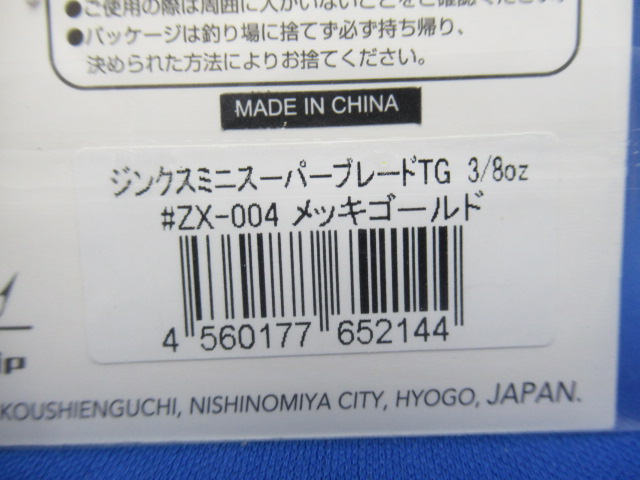 ●ご使用の際は周囲に人がいないことをご確認ください。
●パッケージは釣り場に捨てず必ず持ち帰り、
決められた方法によりお捨てください。
MADE IN CHINA
ジンクスミニスーパーブレードTG 3/8oz
#ZX-004 メッキゴールド
4 560177 652144
KOUSHIENGUCHI, NISHINOMIYA CITY, HYOGO, JAPAN.